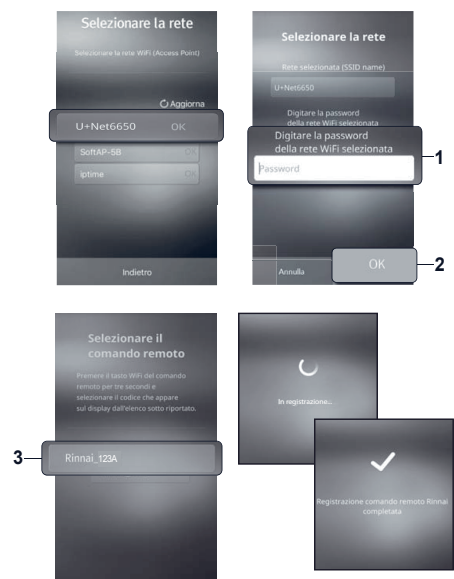 Selezionare la rete
Selezionare la rete WiFi (Access Point)
Aggiorna
U+Net6650 OK
SoftAP-5B OK
iptime OK
Indietro
Selezionare la rete
Rete selezionata (SSID name)
U+Net6650
Digitare la password
della rete WiFi selezionata
Digitare la password
della rete WiFi selezionata
Password
1
Annulla
OK
2
Selezionare il
comando remoto
Premere il tasto WiFi del comando
remoto per tre secondi e
selezionare il codice che appare
sul display dall'elenco sotto riportato.
3
Rinnai_123A
In registrazione...
Registrazione comando remoto Rinnai
completata